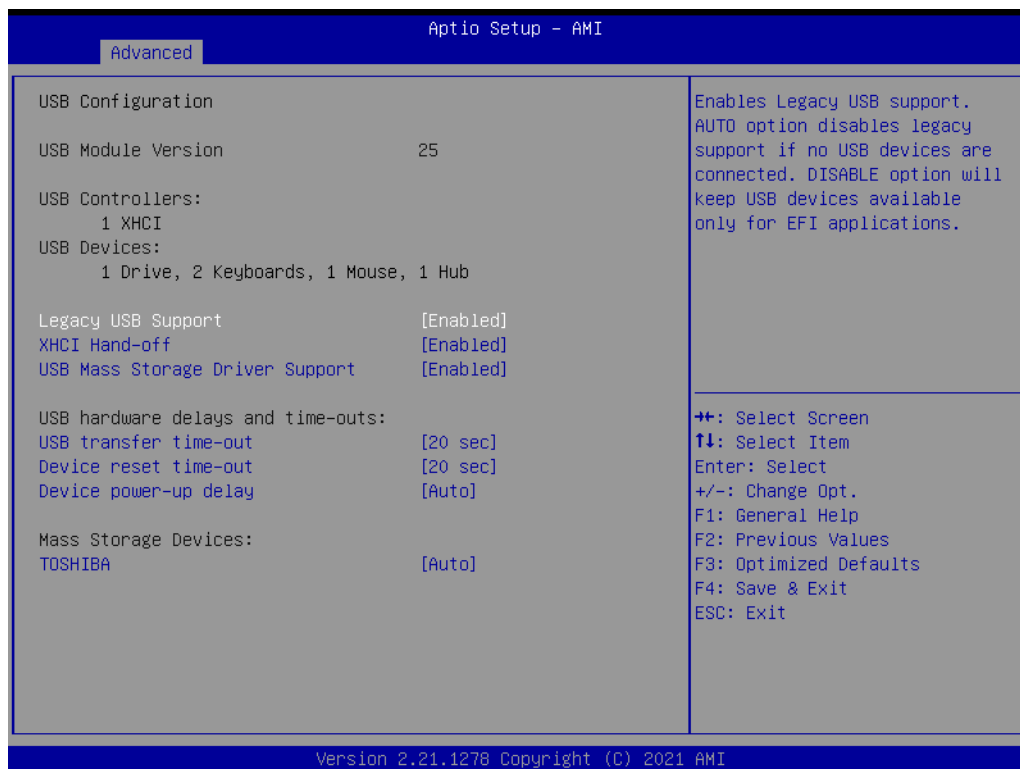 Aptio Setup – AMI
Advanced
USB Configuration
USB Module Version 25
USB Controllers:
1 XHCI
USB Devices:
1 Drive, 2 Keyboards, 1 Mouse, 1 Hub
Legacy USB Support [Enabled]
XHCI Hand-off [Enabled]
USB Mass Storage Driver Support [Enabled]
USB hardware delays and time-outs:
USB transfer time-out [20 sec]
Device reset time-out [20 sec]
Device power-up delay [Auto]
Mass Storage Devices:
TOSHIBA [Auto]
Enables Legacy USB support.
AUTO option disables legacy
support if no USB devices are
connected. DISABLE option will
keep USB devices available
only for EFI applications.
→←: Select Screen
↑↓: Select Item
Enter: Select
+/-: Change Opt.
F1: General Help
F2: Previous Values
F3: Optimized Defaults
F4: Save & Exit
ESC: Exit
Version 2.21.1278 Copyright (C) 2021 AMI